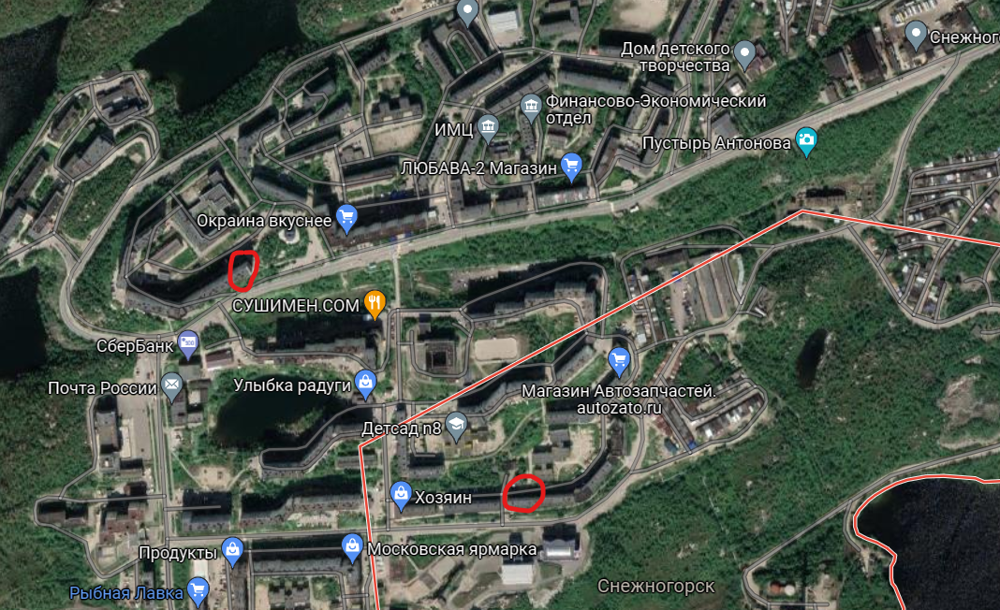 Дом детского
творчества
Снежног
Финансово-Экономический
отдел
ИМЦ
Пустырь Антонова
ЛЮБАВА-2 Магазин
Окраина вкуснее
СУШИМЕН.COM
СберБанк
Почта России
Улыбка радуги
Магазин Автозапчастей.
autozato.ru
Детсад n8
Хозяин
Продукты
Московская ярмарка
Рыбная Лавка
Снежногорск